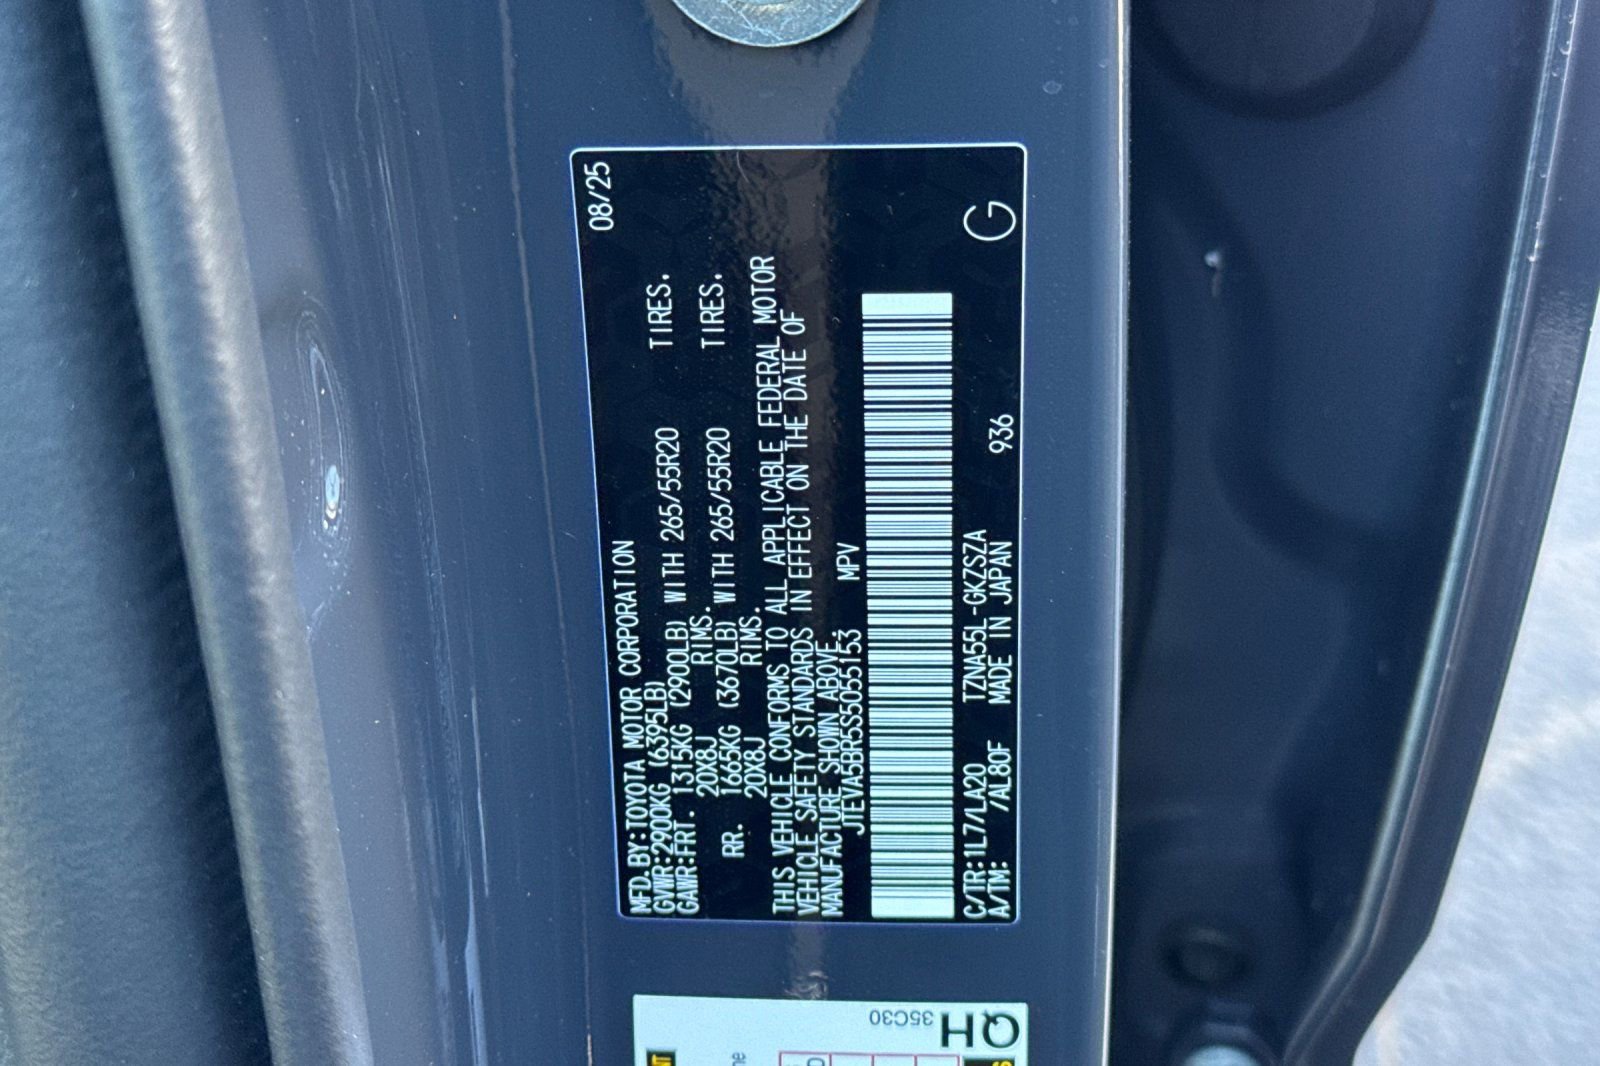 08/25
MFD.BY:TOYOTA MOTOR CORPORATION
GVWR:2900KG (6395LB)
GAWR:FRT. 1315KG (2900LB) WITH 265/55R20 TIRES.
20X8J RIMS.
RR. 1665KG (3670LB) WITH 265/55R20 TIRES.
20X8J RIMS.
THIS VEHICLE CONFORMS TO ALL APPLICABLE FEDERAL MOTOR
VEHICLE SAFETY STANDARDS IN EFFECT ON THE DATE OF
MANUFACTURE SHOWN ABOVE.
JTEVA5BR5S5055153 MPV
C/TR:1L7/LA20 TZNA55L-GKZSZA
A/TM: /AL80F MADE IN JAPAN 936
G
35C30
QH